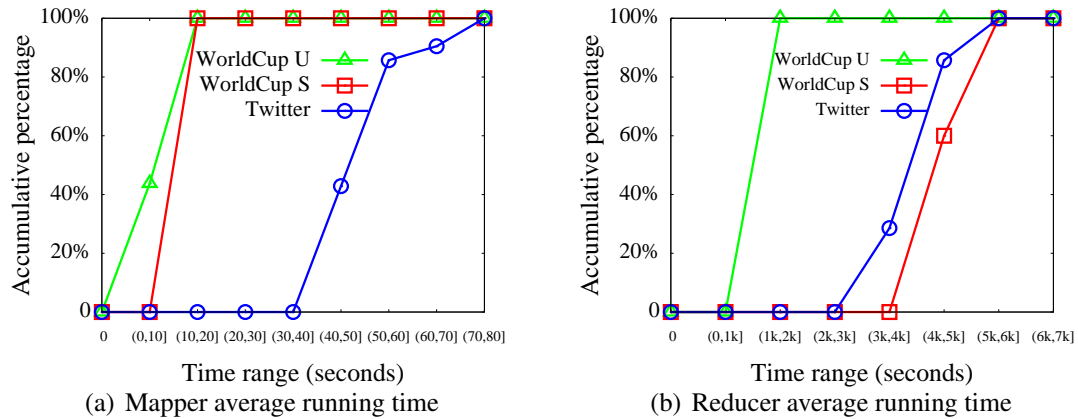 100%
80%
60%
40%
20%
0
Accumulative percentage
WorldCup U
WorldCup S
Twitter
0 (0,10] (10,20] (20,30] (30,40] (40,50] (50,60] (60,70] (70,80]
Time range (seconds)
(a) Mapper average running time
100%
80%
60%
40%
20%
0
Accumulative percentage
WorldCup U
WorldCup S
Twitter
0 (0,1k] (1k,2k] (2k,3k] (3k,4k] (4k,5k] (5k,6k] (6k,7k]
Time range (seconds)
(b) Reducer average running time